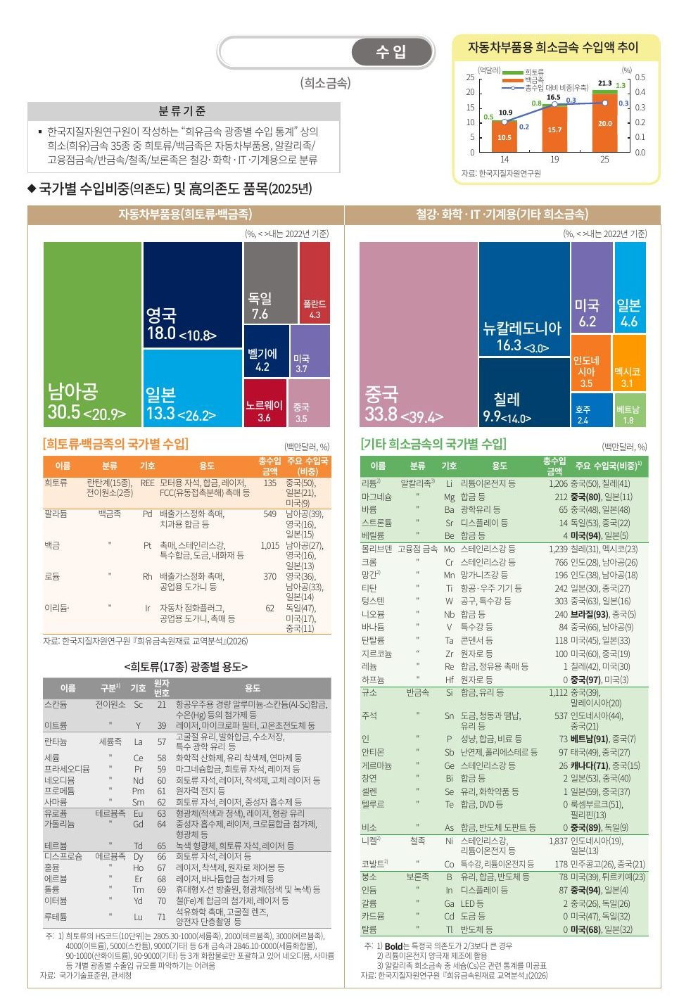 수 입
(희소금속)
자동차부품용 희소금속 수입액 추이
(억달러)
(%)
희토류
백금족
총수입 대비 비중(우축)
25
20
15
10
5
0
0.5
0.4
0.3
0.2
0.1
0.0
0.5
10.9
0.2
10.5
0.8
16.5
0.3
15.7
21.3
1.3
0.3
20.0
14
19
25
자료: 한국지질자원연구원
분 류 기 준
▪ 한국지질자원연구원이 작성하는 “희유금속 광종별 수입 통계” 상의
희소(희유)금속 35종 중 희토류/백금족은 자동차부품용, 알칼리족/
고융점금속/반금속/철족/보론족은 철강· 화학 · IT ·기계용으로 분류
◆ 국가별 수입비중(의존도) 및 高의존도 품목(2025년)
자동차부품용(희토류·백금족)
(%, < >내는 2022년 기준)
남아공
30.5 <20.9>
영국
18.0 <10.8>
일본
13.3 <26.2>
독일
7.6
폴란드
4.3
벨기에
4.2
미국
3.7
노르웨이
3.6
중국
3.5
[희토류·백금족의 국가별 수입]
(백만달러, %)
이름 분류 기호 용도 총수입 금액 주요 수입국 (비중)
희토류 란탄계(15종), REE 모터용 자석, 합금, 레이저, 135 중국(50),
전이원소(2종) FCC(유동접촉분해) 촉매 등 일본(21),
미국(9)
팔라듐 백금족 Pd 배출가스정화 촉매, 549 남아공(39),
치과용 합금 등 영국(16),
일본(15)
백금 " Pt 촉매, 스테인리스강, 1,015 남아공(27),
특수합금, 도금, 내화재 등 영국(16),
일본(13)
로듐 " Rh 배출가스정화 촉매, 370 영국(36),
공업용 도가니 등 남아공(33),
일본(14)
이리듐· " Ir 자동차 점화플러그, 62 독일(47),
공업용 도가니, 촉매 등 미국(17),
중국(11)
자료: 한국지질자원연구원 『희유금속원재료 교역분석』(2026)
<희토류(17종) 광종별 용도>
이름 구분1) 기호 원자 번호 용도
스칸듐 전이원소 Sc 21 항공우주용 경량 알루미늄-스칸듐(Al-Sc)합금,
수은(Hg) 등의 첨가제 등
이트륨 " Y 39 레이저, 마이크로파 필터, 고온초전도체 둥
란타늄 세륨족 La 57 고굴절 유리, 발화합금, 수소저장,
특수 광학 유리 등
세륨 " Ce 58 화학적 산화제, 유리 착색제, 연마제 등
프라세오디뮴 " Pr 59 마그네슘합금, 희토류 자석, 레이저 등
네오디뮴 " Nd 60 희토류 자석, 레이저, 착색제, 고체 레이저 등
프로메튬 " Pm 61 원자력 전지 등
사마륨 " Sm 62 희토류 자석, 레이저, 중성자 흡수제 등
유로퓸 테르븀족 Eu 63 형광체(적색과 청색), 레이저, 형광 유리
가돌리늄 " Gd 64 중성자 흡수제, 레이저, 크로뮴합금 첨가제,
형광체 등
테르븀 " Td 65 녹색 형광체, 희토류 자석, 레이저 등
디스프로슘 에르븀족 Dy 66 희토류 자석, 레이저 등
홀뮴 " Ho 67 레이저, 착색제, 원자로 제어봉 등
에르븀 " Er 68 레이저, 바나듐합금 첨가제 등
톨륨 " Tm 69 휴대형 X-선 방출원, 형광체(청색 및 녹색) 등
이터븀 " Yd 70 철(Fe)계 합금의 첨가제, 레이저 등
루테튬 " Lu 71 석유화학 촉매, 고굴절 렌즈,
양전자 단층촬영 등
주: 1) 희토류의 HS코드(10단위)는 2805.30-1000(세륨족), 2000(테르븀족), 3000(에르븀족),
4000(이트륨), 5000(스칸듐), 9000(기타) 등 6개 금속과 2846.10-0000(세륨화합물),
90-1000(산화이트륨), 90-9000(기타) 등 3개 화합물로만 포괄하고 있어 네오디뮴, 사마륨
등 개별 광종별 수출입 규모를 파악하기는 어려움
자료: 국가기술표준원, 관세청
철강· 화학 · IT ·기계용(기타 희소금속)
(%, < >내는 2022년 기준)
중국
33.8 <39.4>
뉴칼레도니아
16.3 <3.0>
칠레
9.9<14.0>
미국
6.2
일본
4.6
인도네
시아
3.5
멕시코
3.1
호주
2.4
베트남
1.8
[기타 희소금속의 국가별 수입]
(백만달러, %)
이름 분류 기호 용도 총수입3) 금액 주요 수입국(비중)1)
리튬2) 알칼리족3) Li 리튬이온전지 등 1,206 중국(50), 칠레(41)
마그네슘 " Mg 합금 등 212 중국(80), 일본(11)
바륨 " Ba 광학유리 등 65 중국(48), 일본(48)
스트론튬 " Sr 디스플레이 등 14 독일(53), 중국(22)
베릴륨 " Be 합금 등 4 미국(94), 일본(5)
몰리브덴 고융점 금속 Mo 스테인리스강 등 1,239 칠레(31), 멕시코(23)
크롬 " Cr 스테인리스강 등 766 인도(28), 남아공(26)
망간2) " Mn 망가니즈강 등 196 인도(38), 남아공(18)
티탄 " Ti 항공·우주 기기 등 242 일본(30), 중국(27)
텅스텐 " W 공구, 특수강 등 303 중국(63), 일본(16)
니오븀 " Nb 합금 등 240 브라질(93), 중국(5)
바나듐 " V 특수강 등 84 중국(66), 남아공(9)
탄탈륨 " Ta 콘덴서 등 118 미국(45), 일본(33)
지르코늄 “ Zr 원자로 등 100 미국(60), 중국(19)
레늄 " Re 합금, 정유용 촉매 등 1 칠레(42), 미국(30)
하프늄 " Hf 원자로 등 0 중국(97), 미국(3)
규소 반금속 Si 합금, 유리 등 1,112 중국(39),
말레이시아(20)
주석 " Sn 도금, 청동과 땜납, 537 인도네시아(44),
유리 등 중국(21)
인 " P 성냥, 합금, 비료 등 73 베트남(91), 중국(7)
안티몬 " Sb 난연제, 폴리에스테르 등 97 태국(49), 중국(27)
게르마늄 " Ge 스테인리스강 등 26 캐나다(71), 중국(15)
창연 " Bi 합금 등 2 일본(53), 중국(40)
셀렌 " Se 유리, 화학약품 등 1 일본(59), 중국(37)
텔루르 " Te 합금, DVD 등 0 룩셈부르크(51),
필리핀(13)
비소 " As 합금, 반도체 도판트 등 0 중국(89), 독일(9)
니켈2) 철족 Ni 스테인리스강, 1,837 인도네시아(19),
리튬이온전지 등 일본(13)
코발트2) " Co 특수강, 리튬이온전지 등 178 민주콩고(26), 중국(21)
붕소 보론족 B 유리, 합금, 반도체 등 78 미국(39), 튀르키예(23)
인듐 " In 디스플레이 등 87 중국(94), 일본(4)
갈륨 " Ga LED 등 2 중국(26), 독일(26)
카드뮴 " Cd 도금 등 0 미국(47), 독일(32)
탈륨 " Tl 반도체 등 0 미국(68), 일본(32)
주: 1) Bold는 특정국 의존도가 2/3보다 큰 경우
2) 리튬이온전지 양극재 제조에 활용
3) 알칼리족 희소금속 중 세슘(Cs)은 관련 통계를 미공표
자료: 한국지질자원연구원 『희유금속원재료 교역분석』(2026)